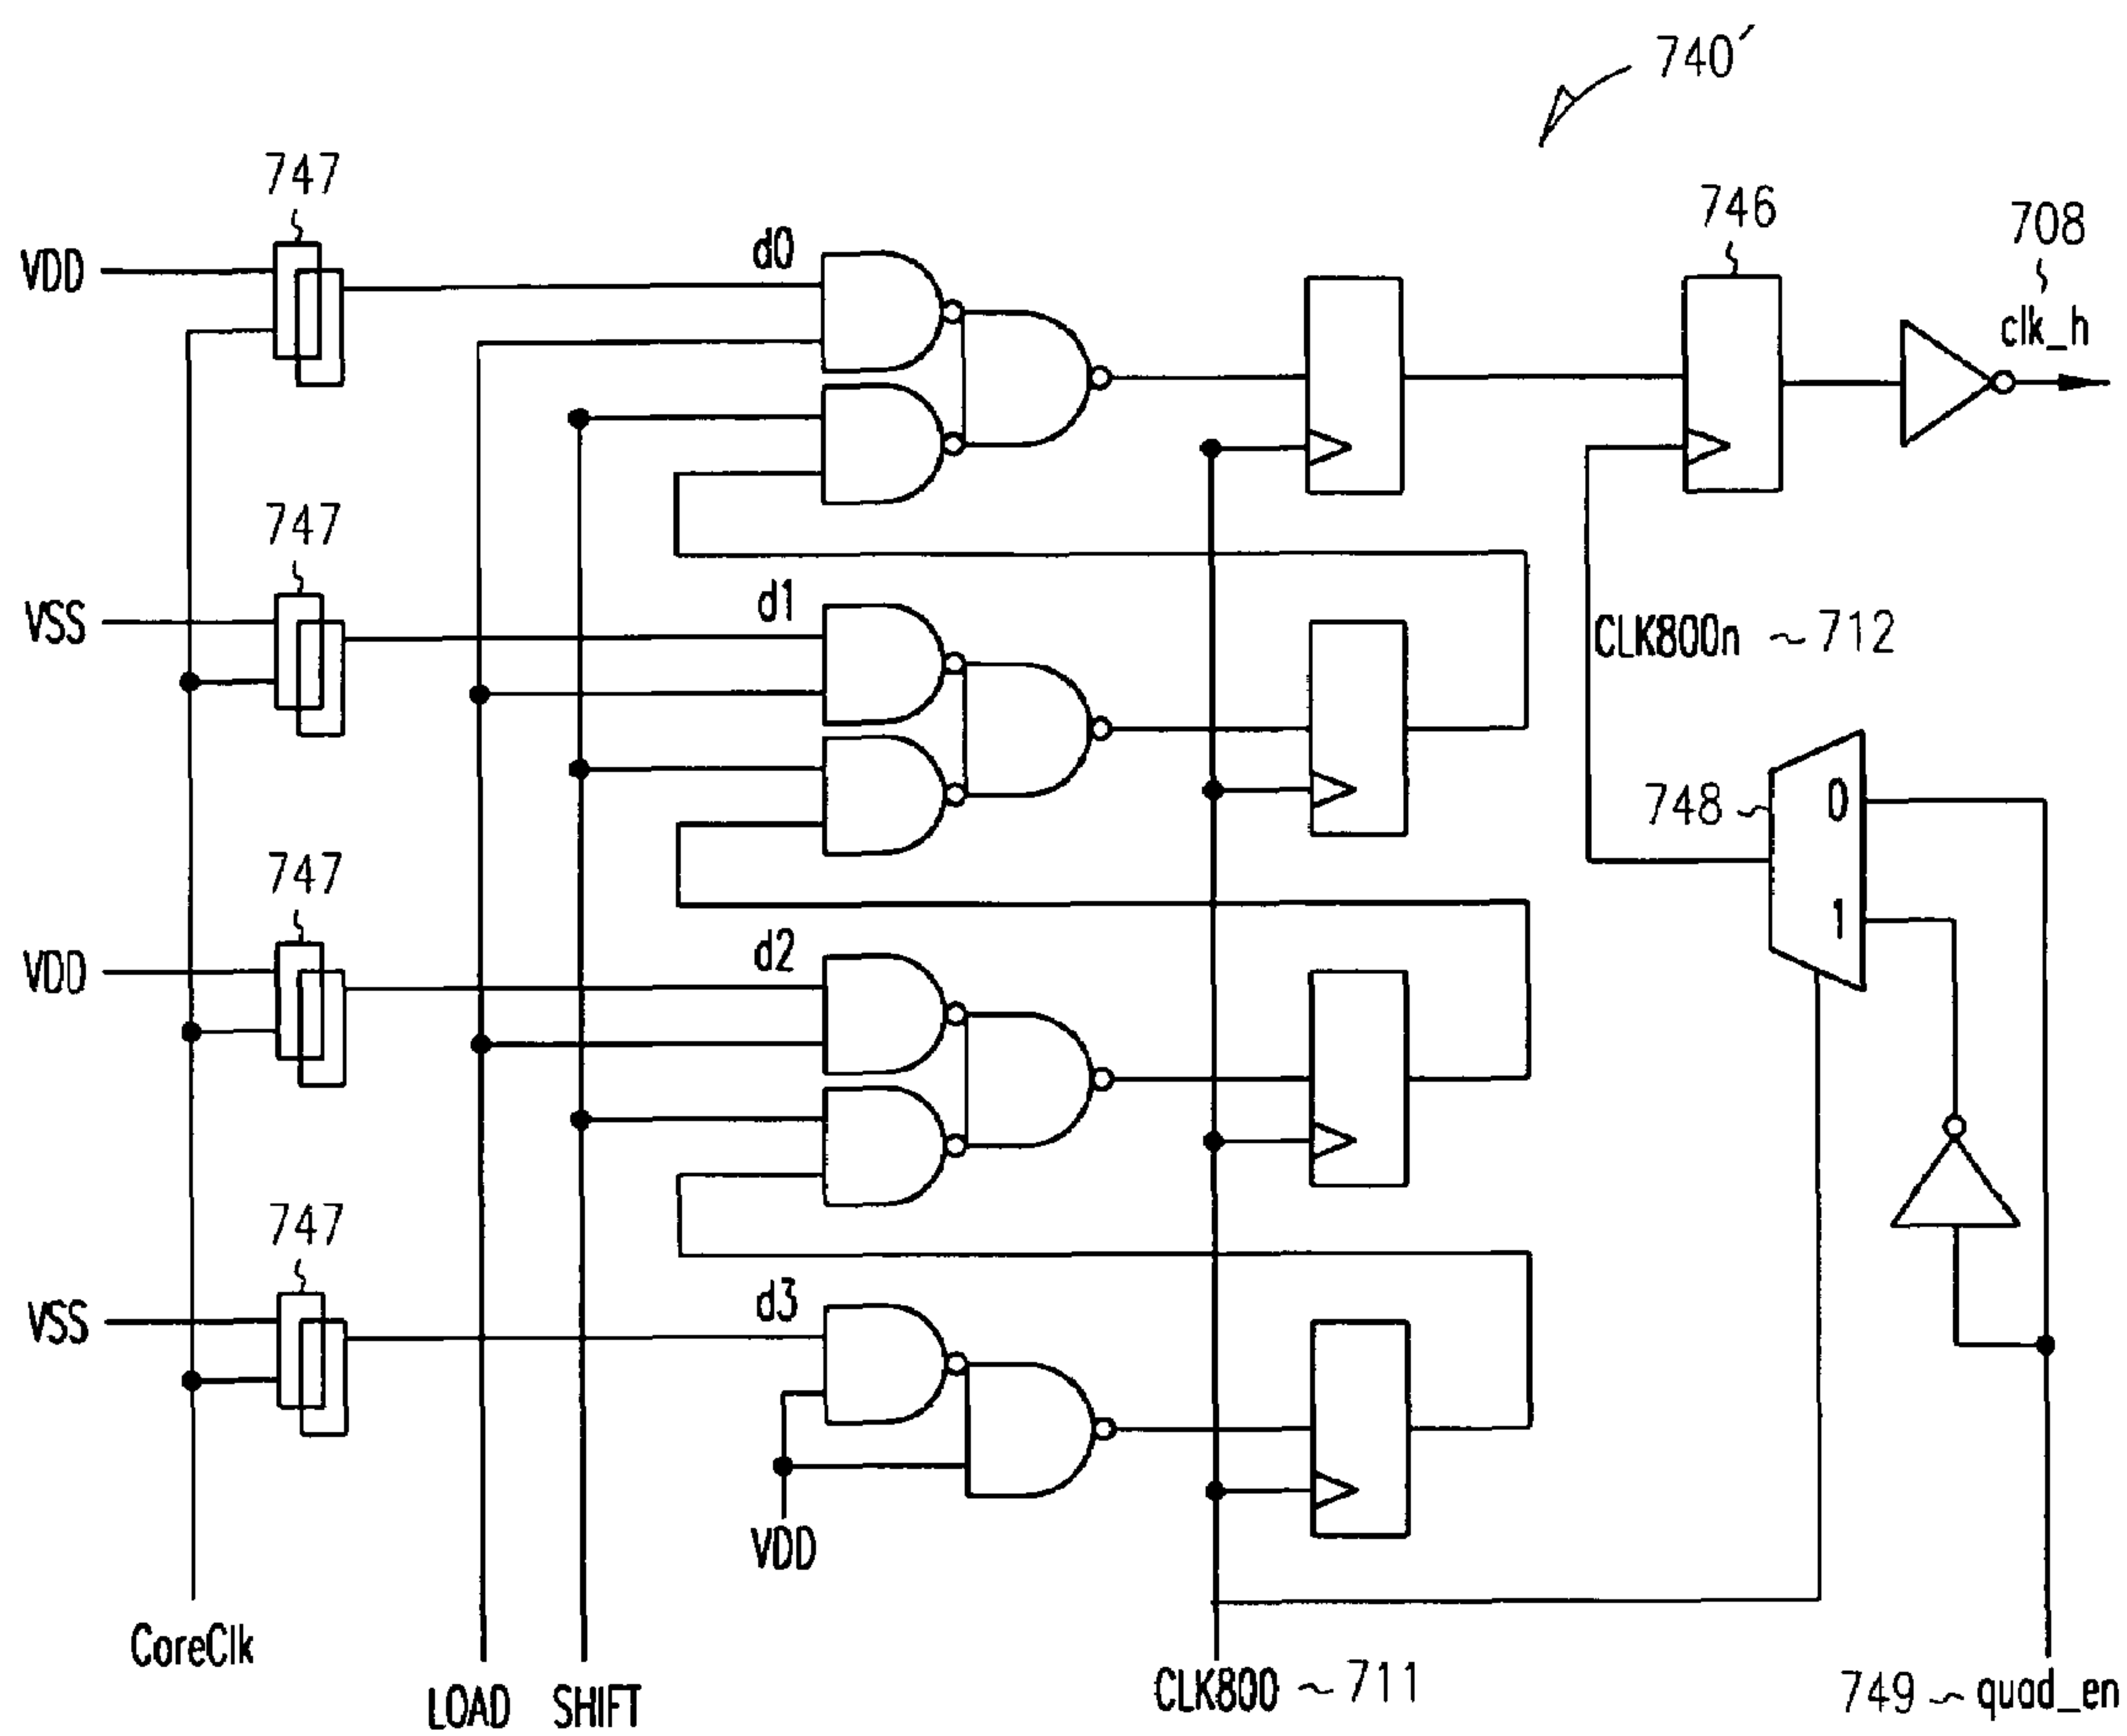 740′
747
746
708
VDD
d0
clk_h
747
VSS
d1
CLK800n ~712
748
0
747
1
VDD
d2
747
VSS
d3
VDD
CoreClk
LOAD
SHIFT
CLK800 ~711
749 ~ quad_en